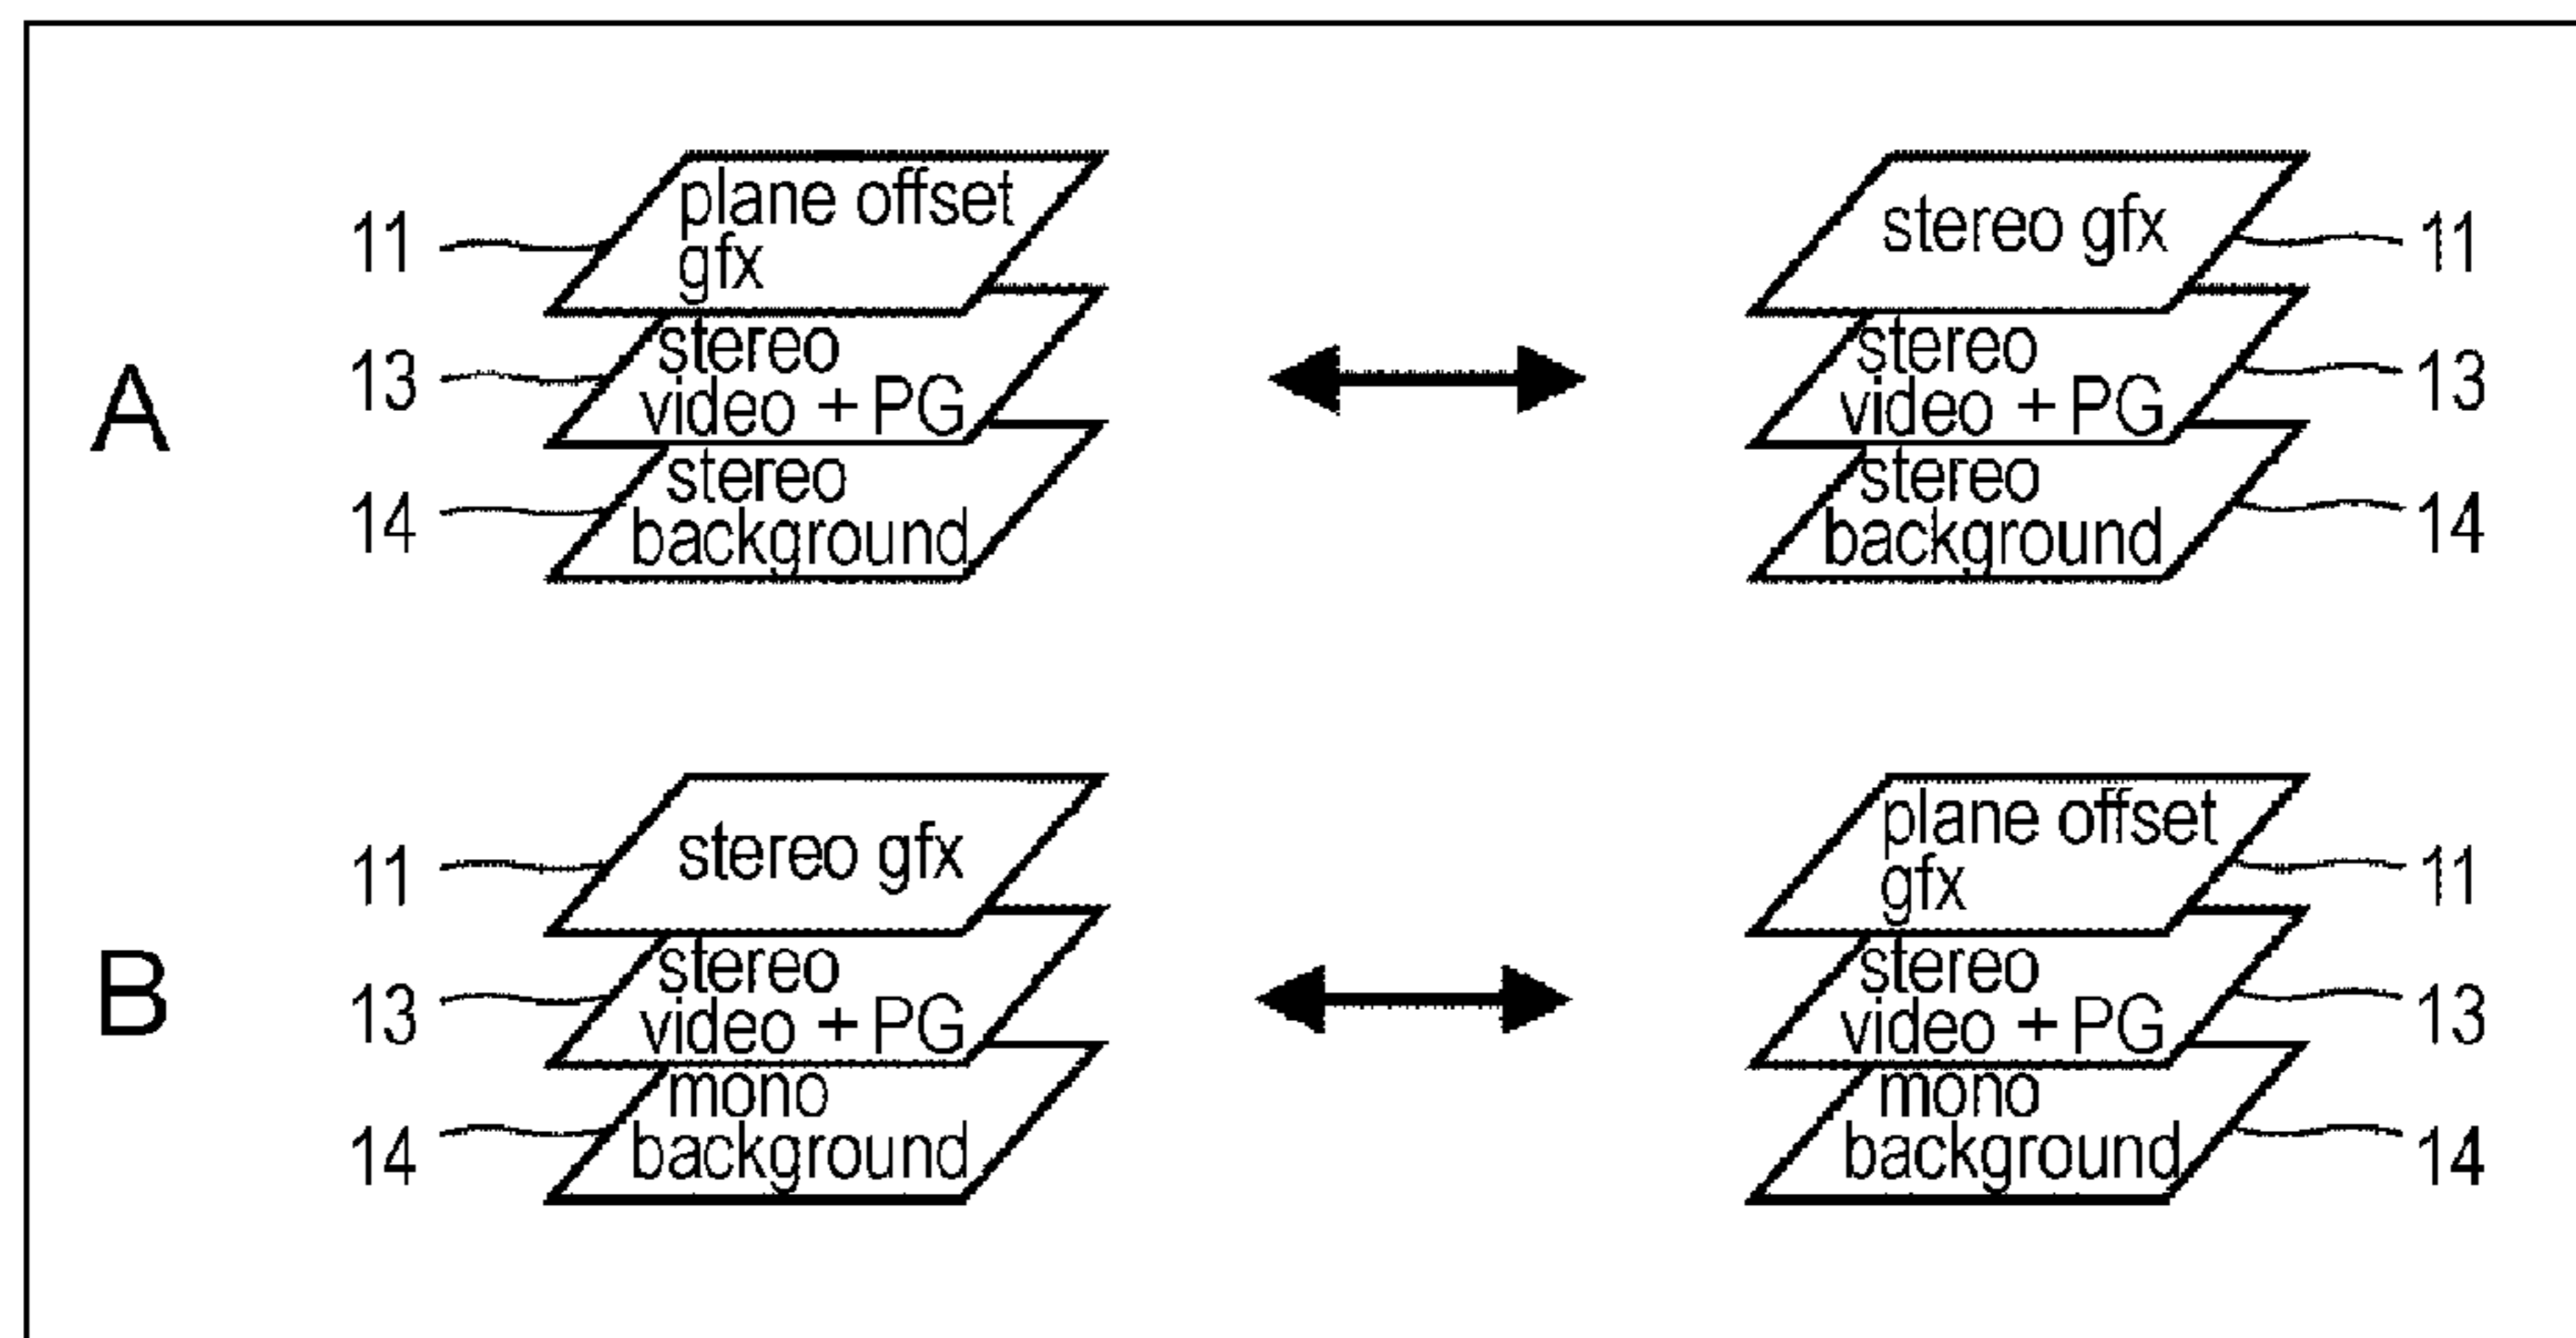 A
11
plane offset
gfx
13
stereo
video + PG
14
stereo
background
stereo gfx
11
stereo
video + PG
13
stereo
background
14
B
11
stereo gfx
13
stereo
video + PG
14
mono
background
plane offset
gfx
11
stereo
video + PG
13
mono
background
14